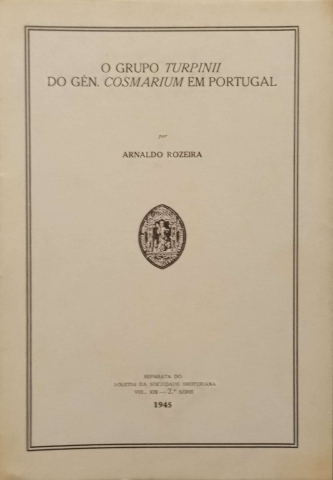 O GRUPO TURPINII
DO GÉN. COSMARIUM EM PORTUGAL
por
ARNALDO ROZEIRA
SEPARATA DO
BOLETIM DA SOCIEDADE BROTERIANA
VOL. XIX — 2.ª SÉRIE
1945